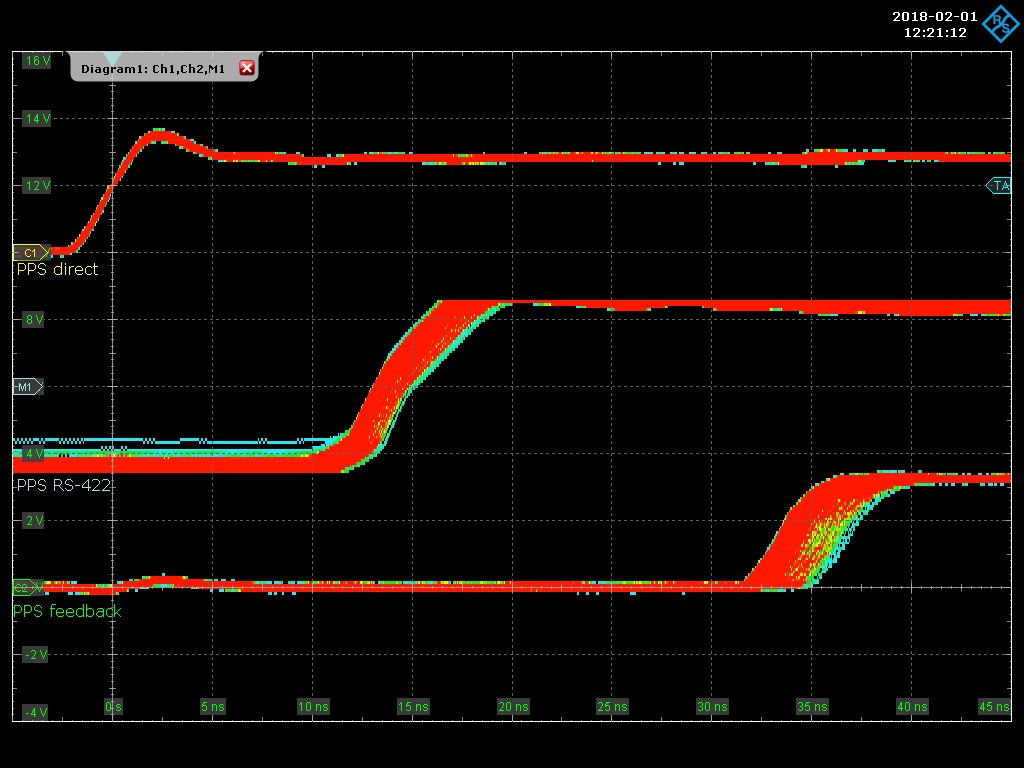 2018-02-01
12:21:12
R S
Diagram1: Ch1,Ch2,M1
16 V
14 V
12 V
TA
C1
PPS direct
8 V
M1
4 V
PPS RS-422
2 V
C2 V
PPS feedback
-2 V
-4 V
0 s 5 ns 10 ns 15 ns 20 ns 25 ns 30 ns 35 ns 40 ns 45 ns